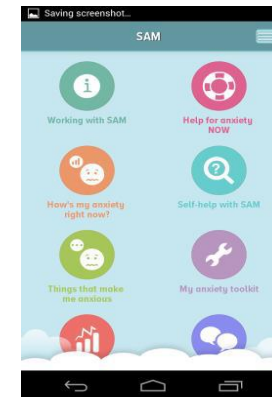 Saving screenshot...
SAM
Working with SAM
Help for anxiety
NOW
How's my anxiety
right now?
Self-help with SAM
Things that make
me anxious
My anxiety toolkit